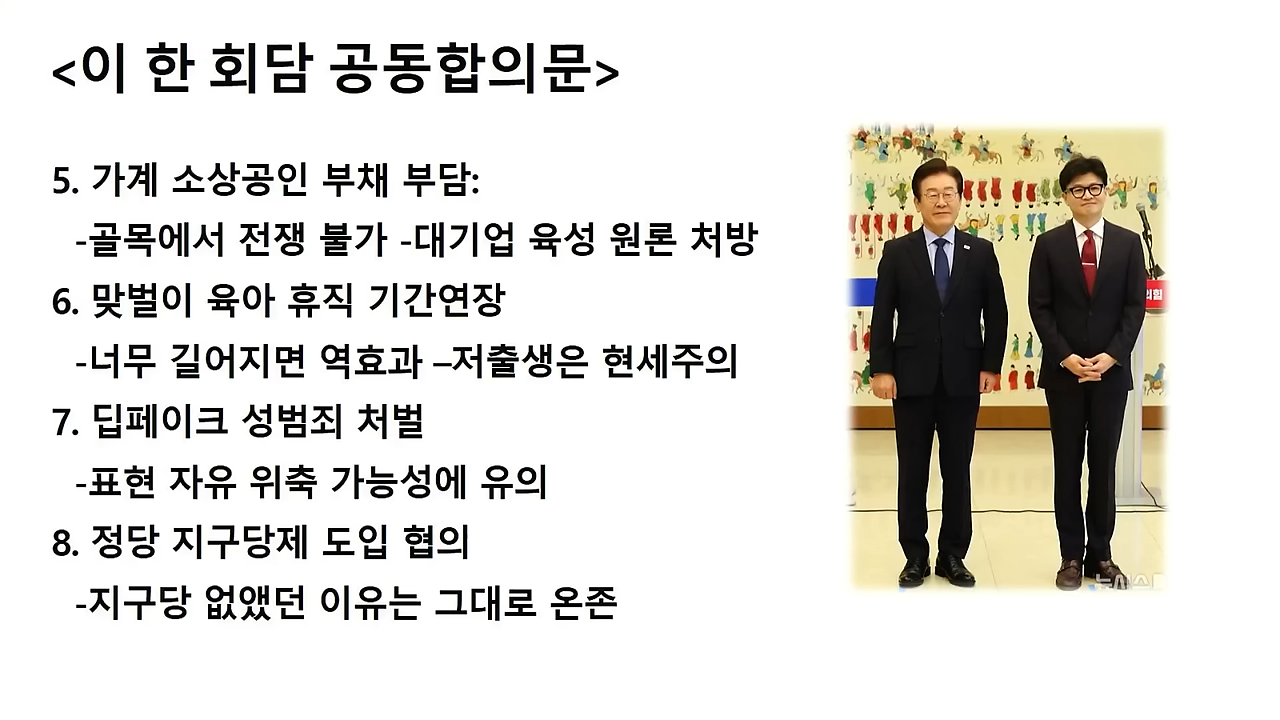 <이 한 회담 공동합의문>
5. 가계 소상공인 부채 부담:
-골목에서 전쟁 불가 -대기업 육성 원론 처방
6. 맞벌이 육아 휴직 기간연장
-너무 길어지면 역효과 –저출생은 현세주의
7. 딥페이크 성범죄 처벌
-표현 자유 위축 가능성에 유의
8. 정당 지구당제 도입 협의
-지구당 없앴던 이유는 그대로 온존
의힘
뉴시스